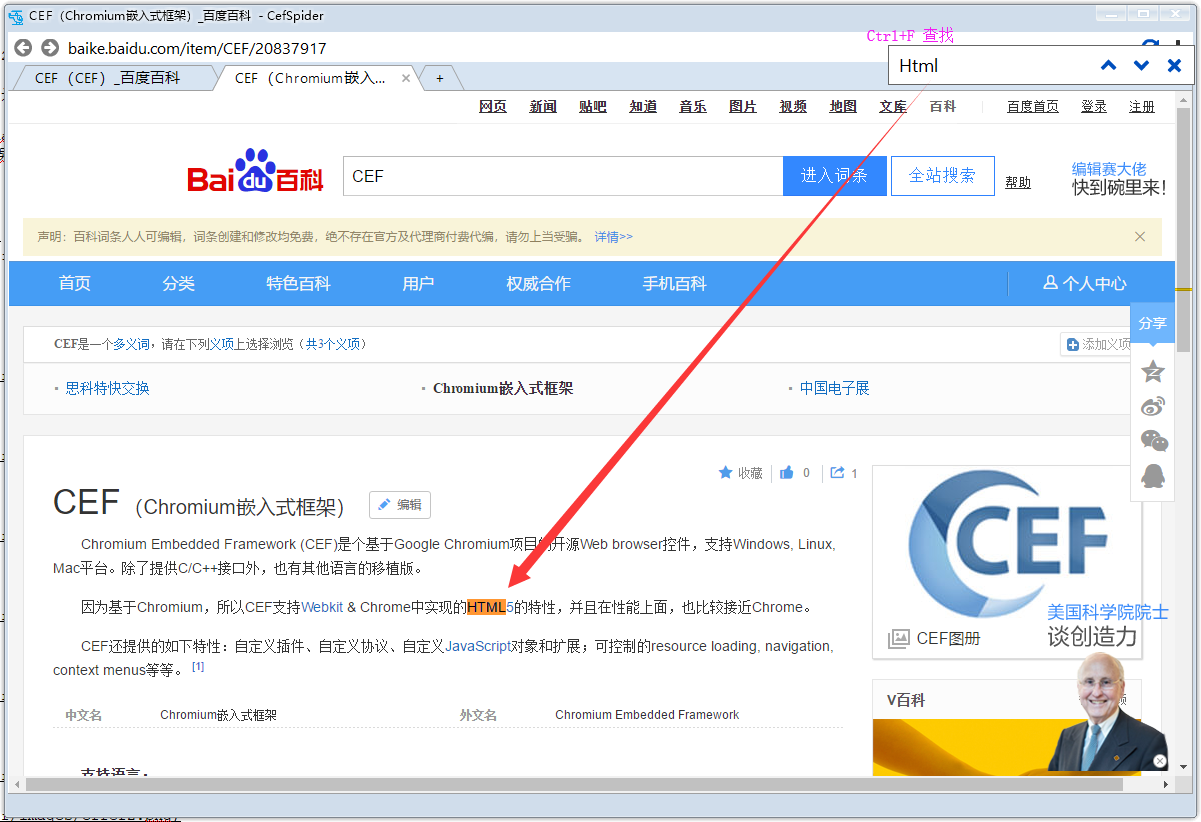 CEF（Chromium嵌入式框架）_百度百科 - CefSpider
baike.baidu.com/item/CEF/20837917
Ctrl+F 查找
Html
CEF（CEF）_百度百科
CEF（Chromium嵌入...
+
网页 新闻 贴吧 知道 音乐 图片 视频 地图 文库 百科 百度首页 登录 注册
Bai du 百科
CEF
进入词条
全站搜索
帮助
编辑赛大佬
快到碗里来！
声明：百科词条人人可编辑，词条创建和修改均免费，绝不存在官方及代理商付费代编，请勿上当受骗。 详情>>
首页 分类 特色百科 用户 权威合作 手机百科 个人中心
分享
CEF是一个多义词，请在下列义项上选择浏览（共3个义项）
添加义项
思科特快交换
Chromium嵌入式框架
中国电子展
收藏 0 1
CEF（Chromium嵌入式框架）
编辑
Chromium Embedded Framework (CEF)是个基于Google Chromium项目的开源Web browser控件，支持Windows, Linux,
Mac平台。除了提供C/C++接口外，也有其他语言的移植版。
因为基于Chromium，所以CEF支持Webkit & Chrome中实现的HTML5的特性，并且在性能上面，也比较接近Chrome。
CEF还提供的如下特性：自定义插件、自定义协议、自定义JavaScript对象和扩展；可控制的resource loading, navigation,
context menus等等。 [1]
中文名 Chromium嵌入式框架
外文名 Chromium Embedded Framework
支持语言：
CEF
CEF图册
美国科学院院士
谈创造力
V百科